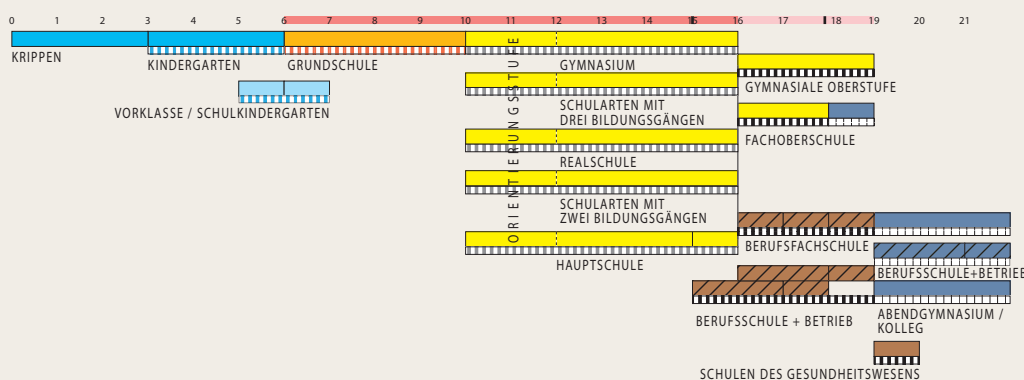 0 1 2 3 4 5 6 7 8 9 10 11 12 13 14 15 16 17 18 19 20 21
KRIPPEN
KINDERGARTEN
GRUNDSCHULE
GYMNASIUM
GYMNASIALE OBERSTUFE
VORKLASSE / SCHULKINDERGARTEN
SCHULARTEN MIT
DREI BILDUNGSGÄNGEN
FACHOBERSCHULE
ORIENTIERUNGSSTUFE
REALSCHULE
SCHULARTEN MIT
ZWEI BILDUNGSGÄNGEN
HAUPTSCHULE
BERUFSFACHSCHULE
BERUFSSCHULE+BETRIEB
BERUFSSCHULE + BETRIEB
ABENDGYMNASIUM /
KOLLEG
SCHULEN DES GESUNDHEITSWESENS